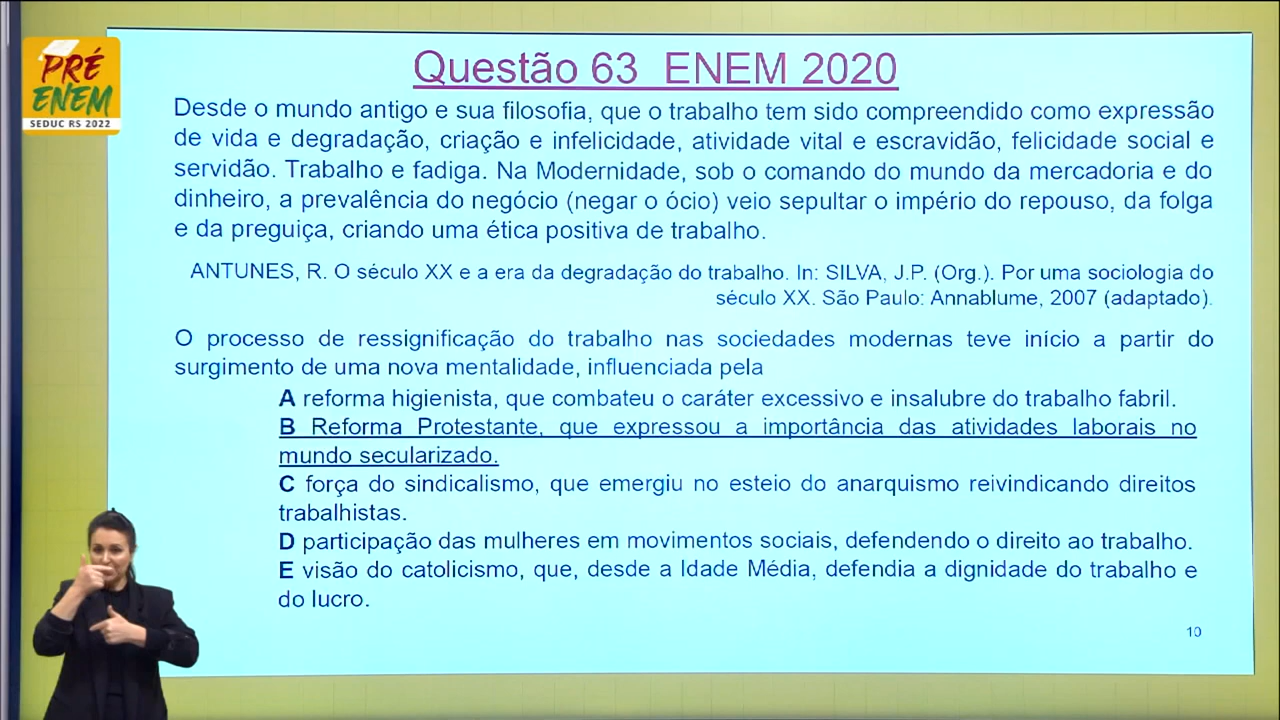 PRÉ
ENEM
SEDUC RS 2022
Questão 63 ENEM 2020
Desde o mundo antigo e sua filosofia, que o trabalho tem sido compreendido como expressão
de vida e degradação, criação e infelicidade, atividade vital e escravidão, felicidade social e
servidão. Trabalho e fadiga. Na Modernidade, sob o comando do mundo da mercadoria e do
dinheiro, a prevalência do negócio (negar o ócio) veio sepultar o império do repouso, da folga
e da preguiça, criando uma ética positiva de trabalho.
ANTUNES, R. O século XX e a era da degradação do trabalho. In: SILVA, J.P. (Org.). Por uma sociologia do
século XX. São Paulo: Annablume, 2007 (adaptado).
O processo de ressignificação do trabalho nas sociedades modernas teve início a partir do
surgimento de uma nova mentalidade, influenciada pela
A reforma higienista, que combateu o caráter excessivo e insalubre do trabalho fabril.
B Reforma Protestante, que expressou a importância das atividades laborais no
mundo secularizado.
C força do sindicalismo, que emergiu no esteio do anarquismo reivindicando direitos
trabalhistas.
D participação das mulheres em movimentos sociais, defendendo o direito ao trabalho.
E visão do catolicismo, que, desde a Idade Média, defendia a dignidade do trabalho e
do lucro.
10